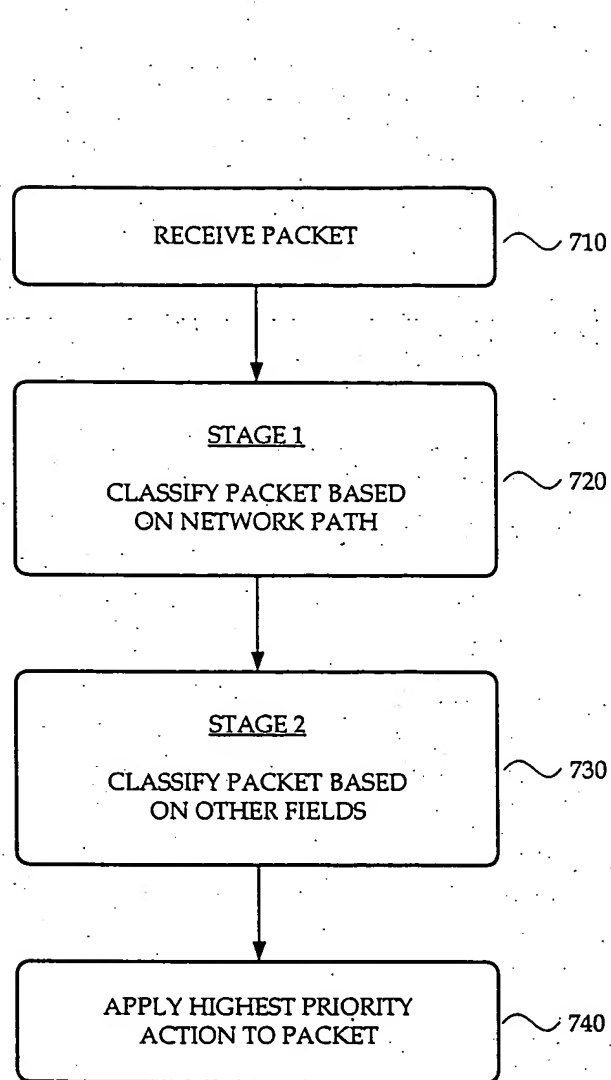 RECEIVE PACKET
710
STAGE 1
CLASSIFY PACKET BASED
ON NETWORK PATH
720
STAGE 2
CLASSIFY PACKET BASED
ON OTHER FIELDS
730
APPLY HIGHEST PRIORITY
ACTION TO PACKET
740